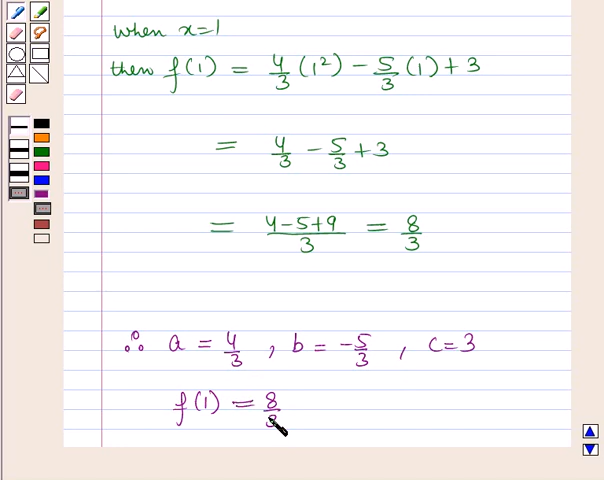 when x=1
then f(1) = 4/3 (1²) - 5/3 (1) + 3
= 4/3 - 5/3 + 3
= (4-5+9)/3 = 8/3
∴ a = 4/3 , b = -5/3 , c=3
f(1) = 8/3